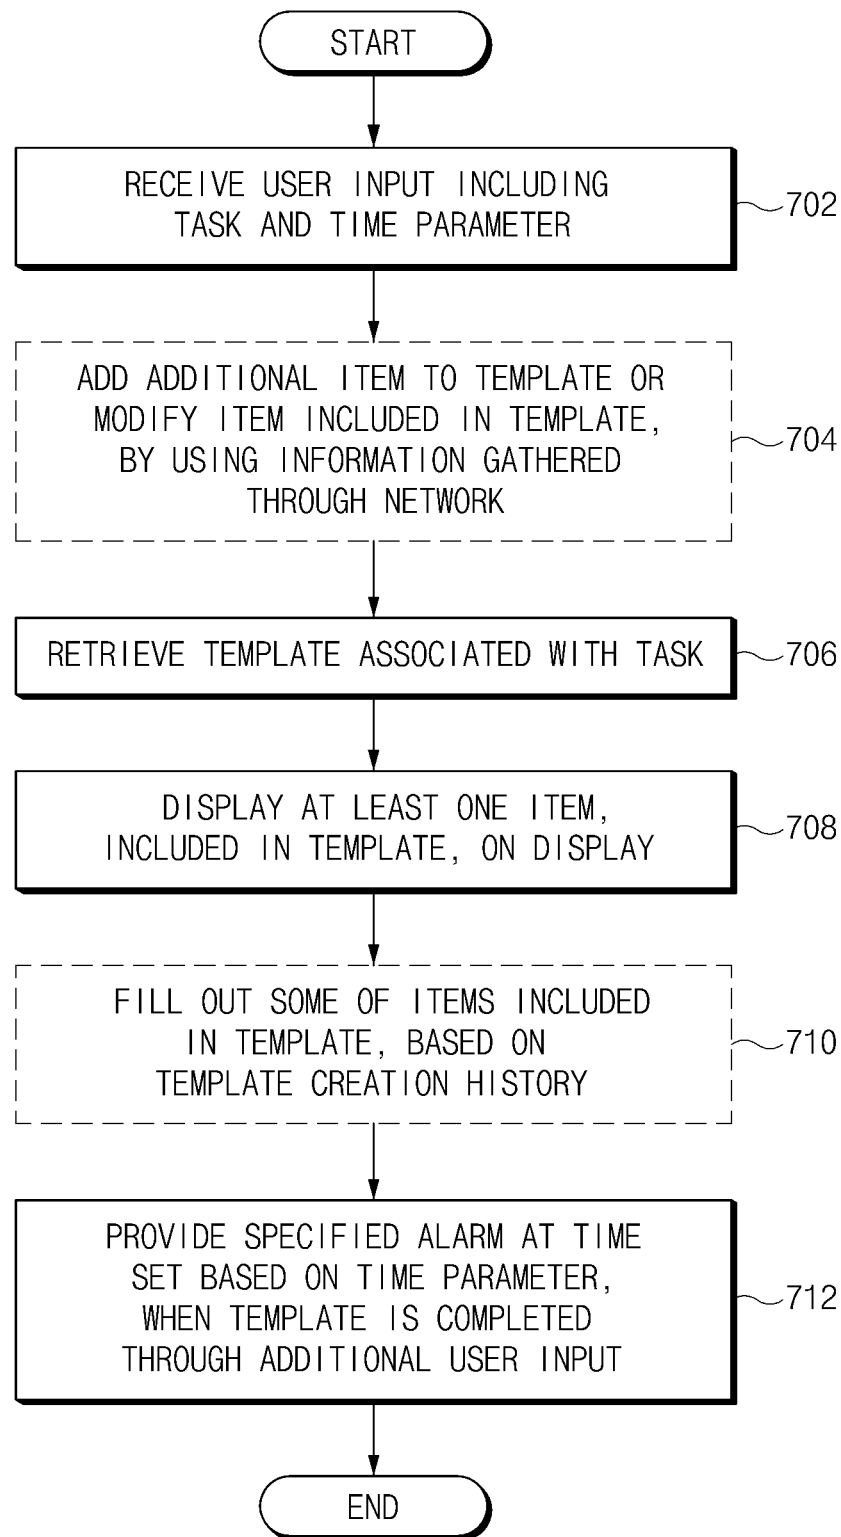 START
RECEIVE USER INPUT INCLUDING
TASK AND TIME PARAMETER
702
ADD ADDITIONAL ITEM TO TEMPLATE OR
MODIFY ITEM INCLUDED IN TEMPLATE,
BY USING INFORMATION GATHERED
THROUGH NETWORK
704
RETRIEVE TEMPLATE ASSOCIATED WITH TASK
706
DISPLAY AT LEAST ONE ITEM,
INCLUDED IN TEMPLATE, ON DISPLAY
708
FILL OUT SOME OF ITEMS INCLUDED
IN TEMPLATE, BASED ON
TEMPLATE CREATION HISTORY
710
PROVIDE SPECIFIED ALARM AT TIME
SET BASED ON TIME PARAMETER,
WHEN TEMPLATE IS COMPLETED
THROUGH ADDITIONAL USER INPUT
712
END